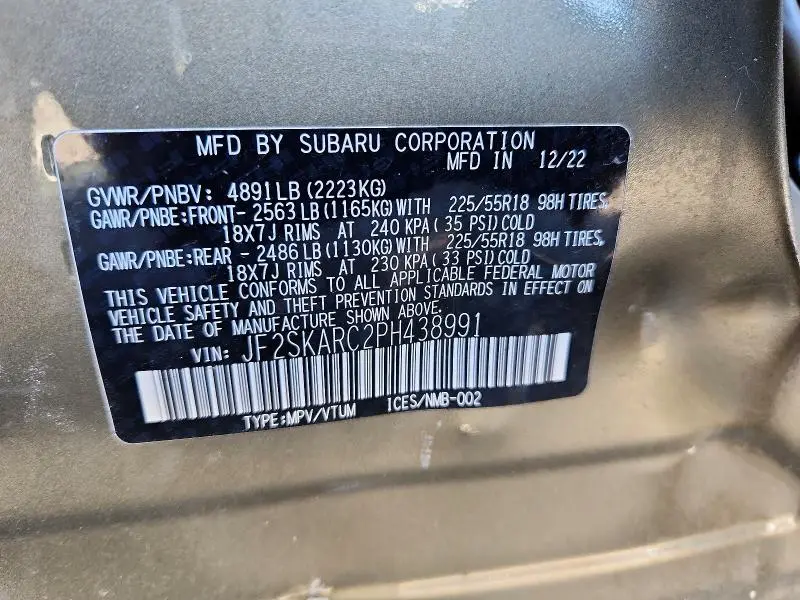 MFD BY SUBARU CORPORATION
MFD IN 12/22
GVWR/PNBV: 4891LB(2223KG)
GAWR/PNBE:FRONT- 2563LB(1165KG)WITH 225/55R18 98H TIRES,
18X7J RIMS AT 240 KPA( 35 PSI)COLD
GAWR/PNBE:REAR - 2486LB(1130KG)WITH 225/55R18 98H TIRES,
18X7J RIMS AT 230 KPA( 33 PSI)COLD
THIS VEHICLE CONFORMS TO ALL APPLICABLE FEDERAL MOTOR
VEHICLE SAFETY AND THEFT PREVENTION STANDARDS IN EFFECT ON
THE DATE OF MANUFACTURE SHOWN ABOVE.
VIN: JF2SKARC2PH438991
TYPE:MPV/VTUM ICES/NMB-002